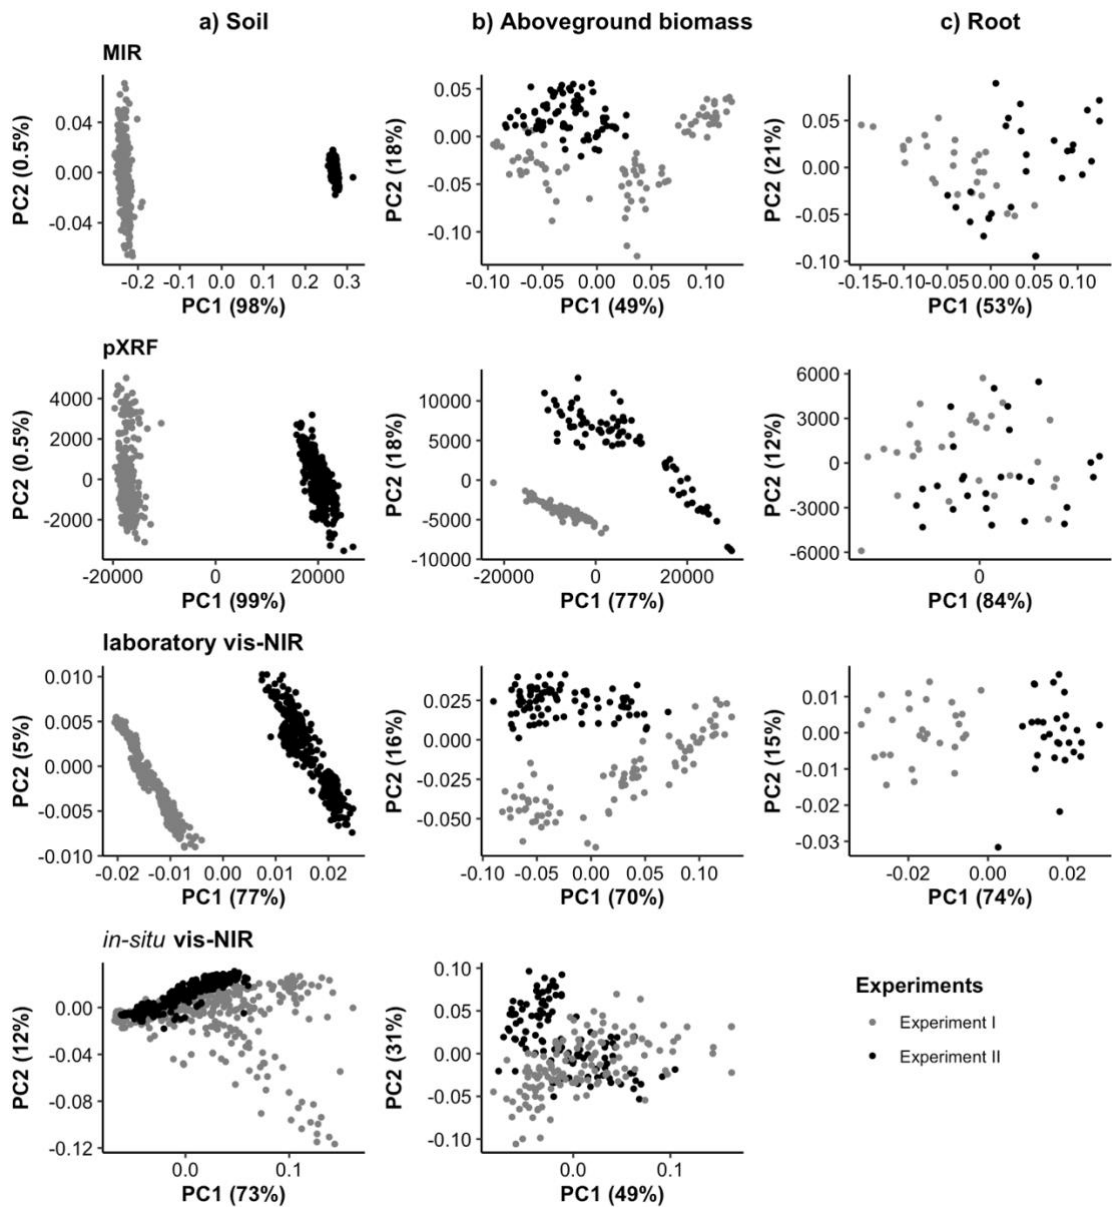 a) Soil
b) Aboveground biomass
c) Root
MIR
PC2 (0.5%)
0.04
0.00
-0.04
-0.2 -0.1 0.0 0.1 0.2 0.3
PC1 (98%)
PC2 (18%)
0.05
0.00
-0.05
-0.10
-0.10 -0.05 0.00 0.05 0.10
PC1 (49%)
PC2 (21%)
0.05
0.00
-0.05
-0.10
-0.15 -0.10 -0.05 0.00 0.05 0.10
PC1 (53%)
pXRF
PC2 (0.5%)
4000
2000
0
-2000
-20000 0 20000
PC1 (99%)
PC2 (18%)
10000
5000
0
-5000
-10000
-20000 0 20000
PC1 (77%)
PC2 (12%)
6000
3000
0
-3000
-6000
0
PC1 (84%)
laboratory vis-NIR
PC2 (5%)
0.010
0.005
0.000
-0.005
-0.010
-0.02 -0.01 0.00 0.01 0.02
PC1 (77%)
PC2 (16%)
0.025
0.000
-0.025
-0.050
-0.10 -0.05 0.00 0.05 0.10
PC1 (70%)
PC2 (15%)
0.01
0.00
-0.01
-0.02
-0.03
-0.02 0.00 0.02
PC1 (74%)
in-situ vis-NIR
PC2 (12%)
0.00
-0.04
-0.08
-0.12
0.0 0.1
PC1 (73%)
PC2 (31%)
0.10
0.05
0.00
-0.05
-0.10
0.0 0.1
PC1 (49%)
Experiments
Experiment I
Experiment II